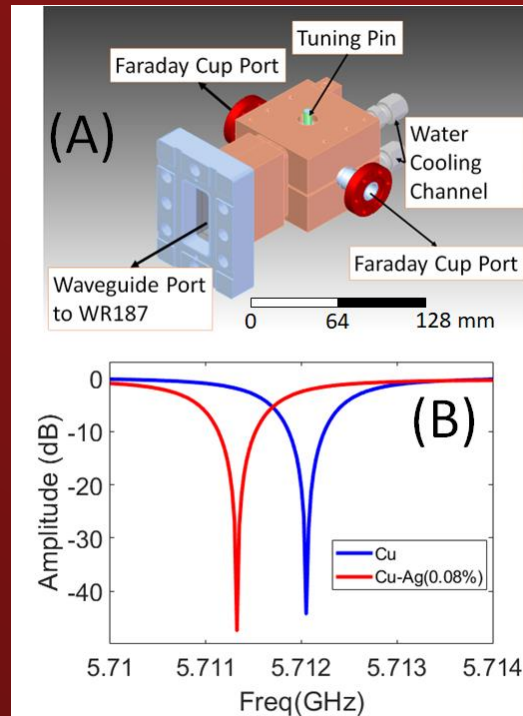 Tuning Pin
Faraday Cup Port
(A)
Water
Cooling
Channel
Faraday Cup Port
Waveguide Port
to WR187
0 64 128 mm
(B)
0
-10
-20
-30
-40
Amplitude (dB)
Cu
Cu-Ag(0.08%)
5.71 5.711 5.712 5.713 5.714
Freq(GHz)